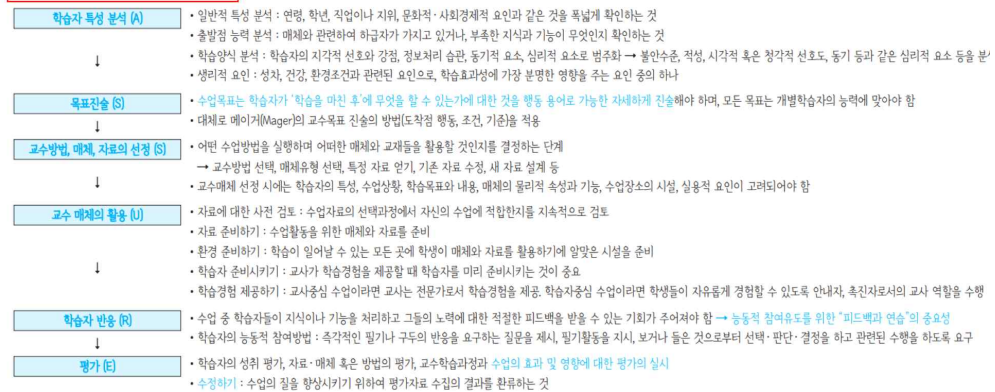 학습자 특성 분석 (A)
• 일반적 특성 분석 : 연령, 학년, 직업이나 지위, 문화적·사회경제적 요인과 같은 것을 폭넓게 확인하는 것
• 출발점 능력 분석 : 매체와 관련하여 하급자가 가지고 있거나, 부족한 지식과 기능이 무엇인지 확인하는 것
↓
• 학습양식 분석 : 학습자의 지각적 선호와 강점, 정보처리 습관, 동기적 요소, 심리적 요소로 범주화 → 불안수준, 적성, 시각적 혹은 청각적 선호도, 동기 등과 같은 심리적 요소 등을
• 생리적 요인 : 성차, 건강, 환경조건과 관련된 요인으로, 학습효과성에 가장 분명한 영향을 주는 요인 중의 하나
목표진술 (S)
• 수업목표는 학습자가 '학습을 마친 후'에 무엇을 할 수 있는가에 대한 것을 행동 용어로 가능한 자세하게 진술해야 하며, 모든 목표는 개별학습자의 능력에 맞아야 함
↓
• 대체로 메이거(Mager)의 교수목표 진술의 방법(도착점 행동, 조건, 기준)을 적용
교수방법, 매체, 자료의 선정 (S)
• 어떤 수업방법을 실행하며 어떠한 매체와 교재들을 활용할 것인지를 결정하는 단계
→ 교수방법 선택, 매체유형 선택, 특정 자료 얻기, 기존 자료 수정, 새 자료 설계 등
↓
• 교수매체 선정 시에는 학습자의 특성, 수업상황, 학습목표와 내용, 매체의 물리적 속성과 기능, 수업장소의 시설, 실용적 요인이 고려되어야 함
교수 매체의 활용 (U)
• 자료에 대한 사전 검토 : 수업자료의 선택과정에서 자신의 수업에 적합한지를 지속적으로 검토
• 자료 준비하기 : 수업활동을 위한 매체와 자료를 준비
• 환경 준비하기 : 학습이 일어날 수 있는 모든 곳에 학생이 매체와 자료를 활용하기에 알맞은 시설을 준비
↓
• 학습자 준비시키기 : 교사가 학습경험을 제공할 때 학습자를 미리 준비시키는 것이 중요
• 학습경험 제공하기 : 교사중심 수업이라면 교사는 전문가로서 학습경험을 제공. 학습자중심 수업이라면 학생들이 자유롭게 경험할 수 있도록 안내자, 촉진자로서의 교사 역할을 수행
학습자 반응 (R)
• 수업 중 학습자들이 지식이나 기능을 처리하고 그들의 노력에 대한 적절한 피드백을 받을 수 있는 기회가 주어져야 함 → 능동적 참여유도를 위한 "피드백과 연습"의 중요성
↓
• 학습자의 능동적 참여방법 : 즉각적인 필기나 구두의 반응을 요구하는 질문을 제시, 필기활동을 지시, 보거나 들은 것으로부터 선택·판단·결정을 하고 관련된 수행을 하도록 요구
평가 (E)
• 학습자의 성취 평가, 자료·매체 혹은 방법의 평가, 교수학습과정과 수업의 효과 및 영향에 대한 평가의 실시
• 수정하기 : 수업의 질을 향상시키기 위하여 평가자료 수집의 결과를 환류하는 것